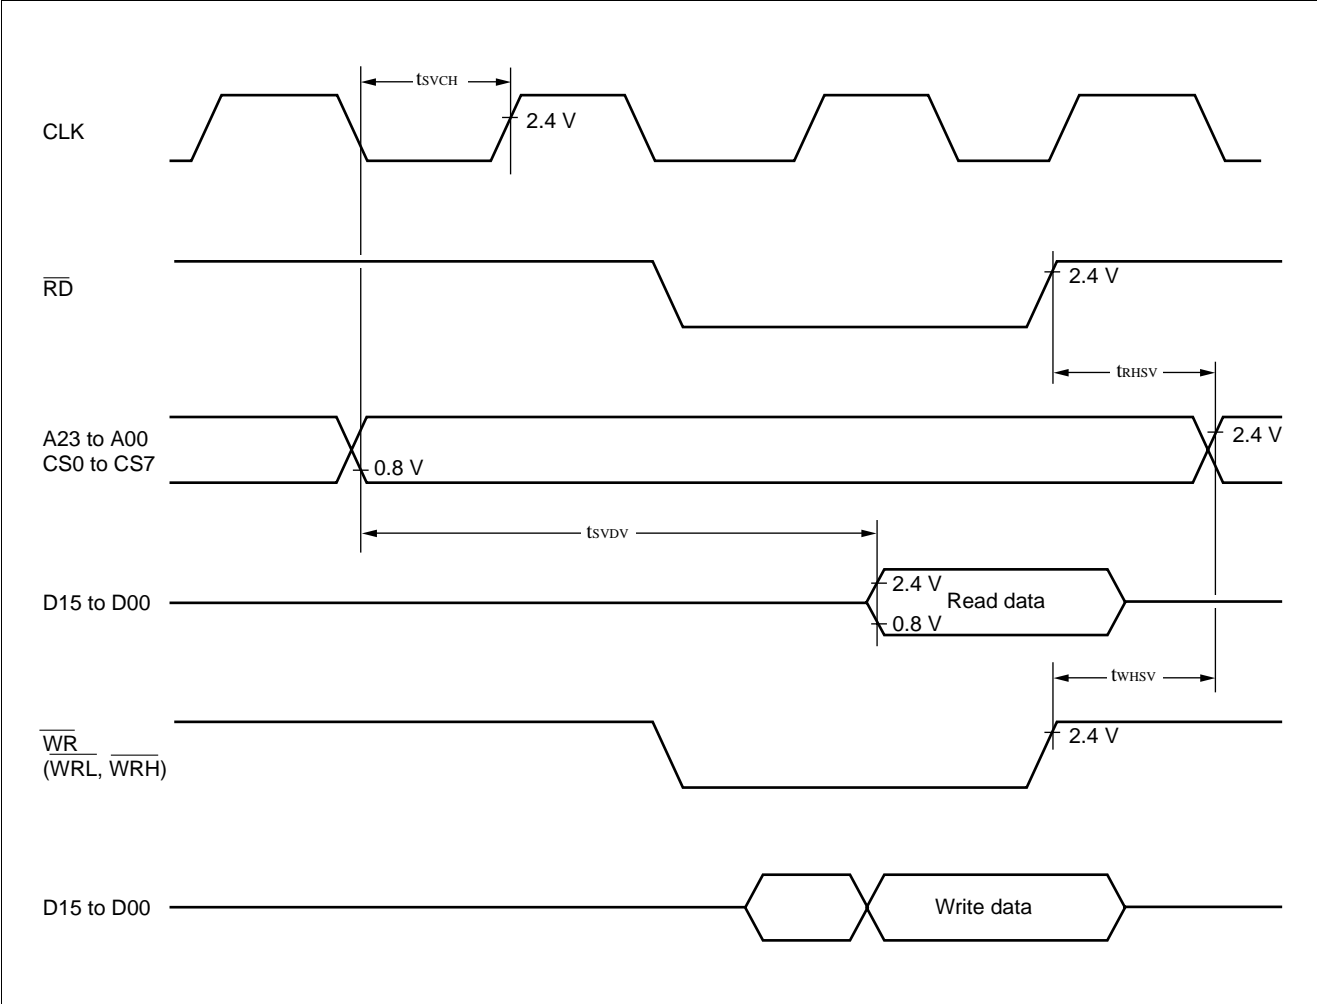 tSVCH
CLK
2.4 V
RD
2.4 V
tRHSV
A23 to A00
CS0 to CS7
2.4 V
0.8 V
tSVDV
D15 to D00
2.4 V
Read data
0.8 V
tWHSV
WR
(WRL, WRH)
2.4 V
D15 to D00
Write data